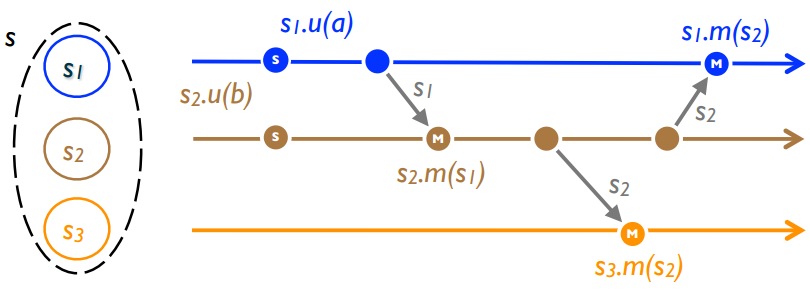 s
s1
s2
s3
s1.u(a)
s1.m(s2)
S
M
s1
s2.u(b)
s2
S
M
s2.m(s1)
s2
M
s3.m(s2)